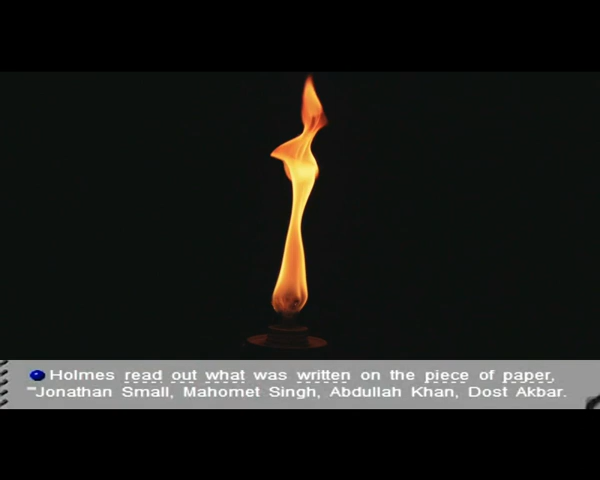 Holmes read out what was written on the piece of paper,
"'Jonathan Small, Mahomet Singh, Abdullah Khan, Dost Akbar.